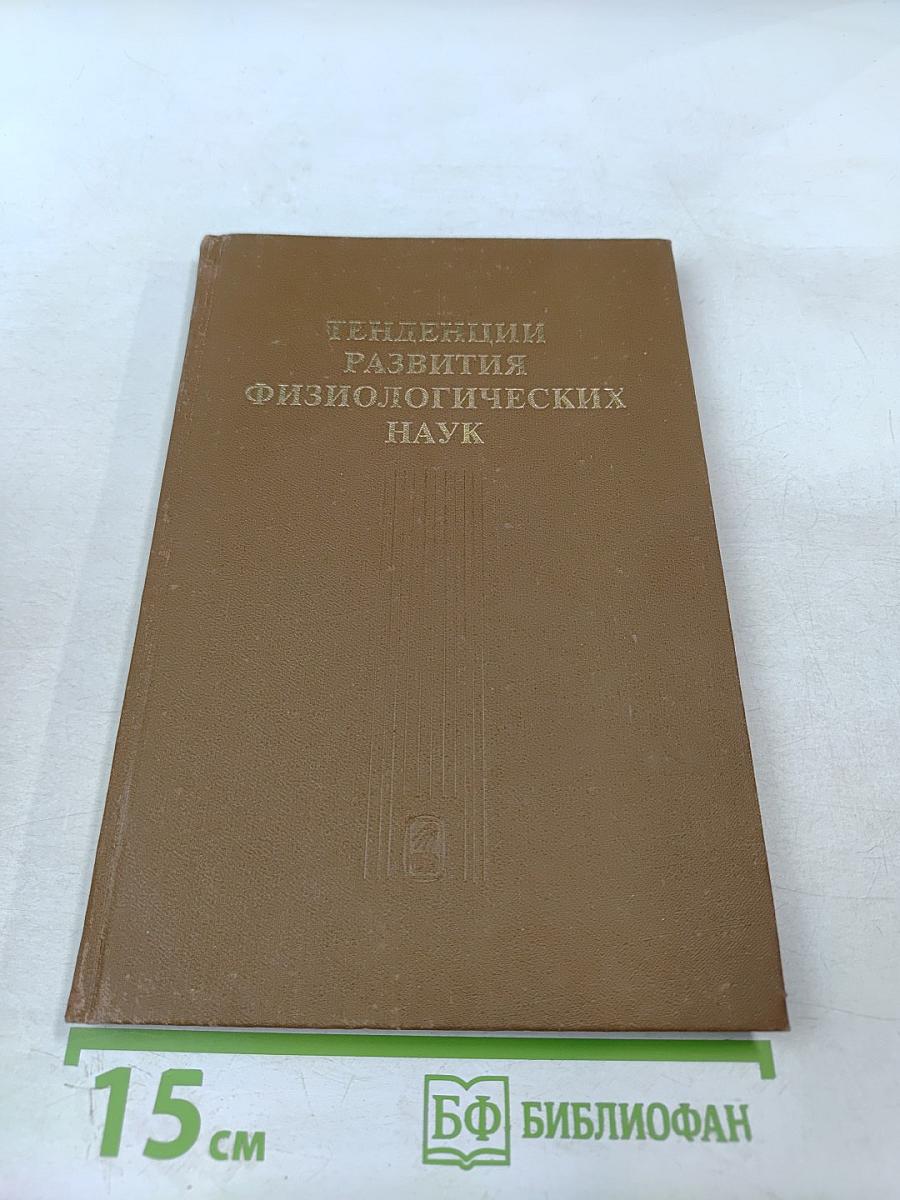 ТЕНДЕНЦИИ
РАЗВИТИЯ
ФИЗИОЛОГИЧЕСКИХ
НАУК
15 см
БФ БИБЛИОФАН